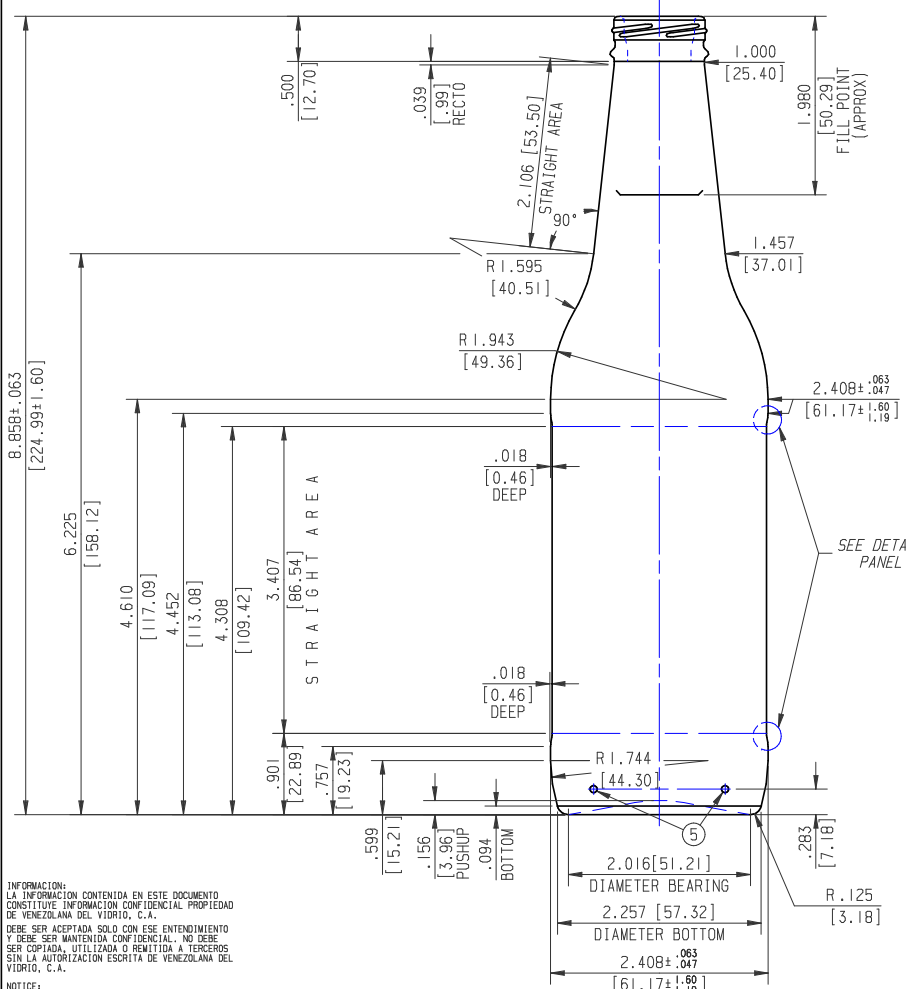 .500
[12.70]
.039
[.99]
RECTO
2.106 [53.50]
STRAIGHT AREA
90°
1.000
[25.40]
1.980
[50.29]
FILL POINT
(APPROX)
R1.595
[40.51]
1.457
[37.01]
R1.943
[49.36]
2.408±.063
.047
[61.17±1.60
1.19]
8.858±.063
[224.99±1.60]
6.225
[158.12]
4.610
[117.09]
4.452
[113.08]
4.308
[109.42]
3.407
[86.54]
STRAIGHT AREA
.018
[0.46]
DEEP
SEE DETA
PANEL
.018
[0.46]
DEEP
.901
[22.89]
.757
[19.23]
R1.744
[44.30]
.599
[15.21]
.156
[3.96]
PUSHUP
.094
BOTTOM
5
.283
[7.18]
2.016[51.21]
DIAMETER BEARING
R.125
[3.18]
2.257 [57.32]
DIAMETER BOTTOM
2.408±.063
.047
[61.17±1.60
INFORMACION:
LA INFORMACION CONTENIDA EN ESTE DOCUMENTO
CONSTITUYE INFORMACION CONFIDENCIAL PROPIEDAD
DE VENEZOLANA DEL VIDRIO, C.A.
DEBE SER ACEPTADA SOLO CON ESE ENTENDIMIENTO
Y DEBE SER MANTENIDA CONFIDENCIAL. NO DEBE
SER COPIADA, UTILIZADA O REMITIDA A TERCEROS
SIN LA AUTORIZACION ESCRITA DE VENEZOLANA DEL
VIDRIO, C.A.
NOTICE: